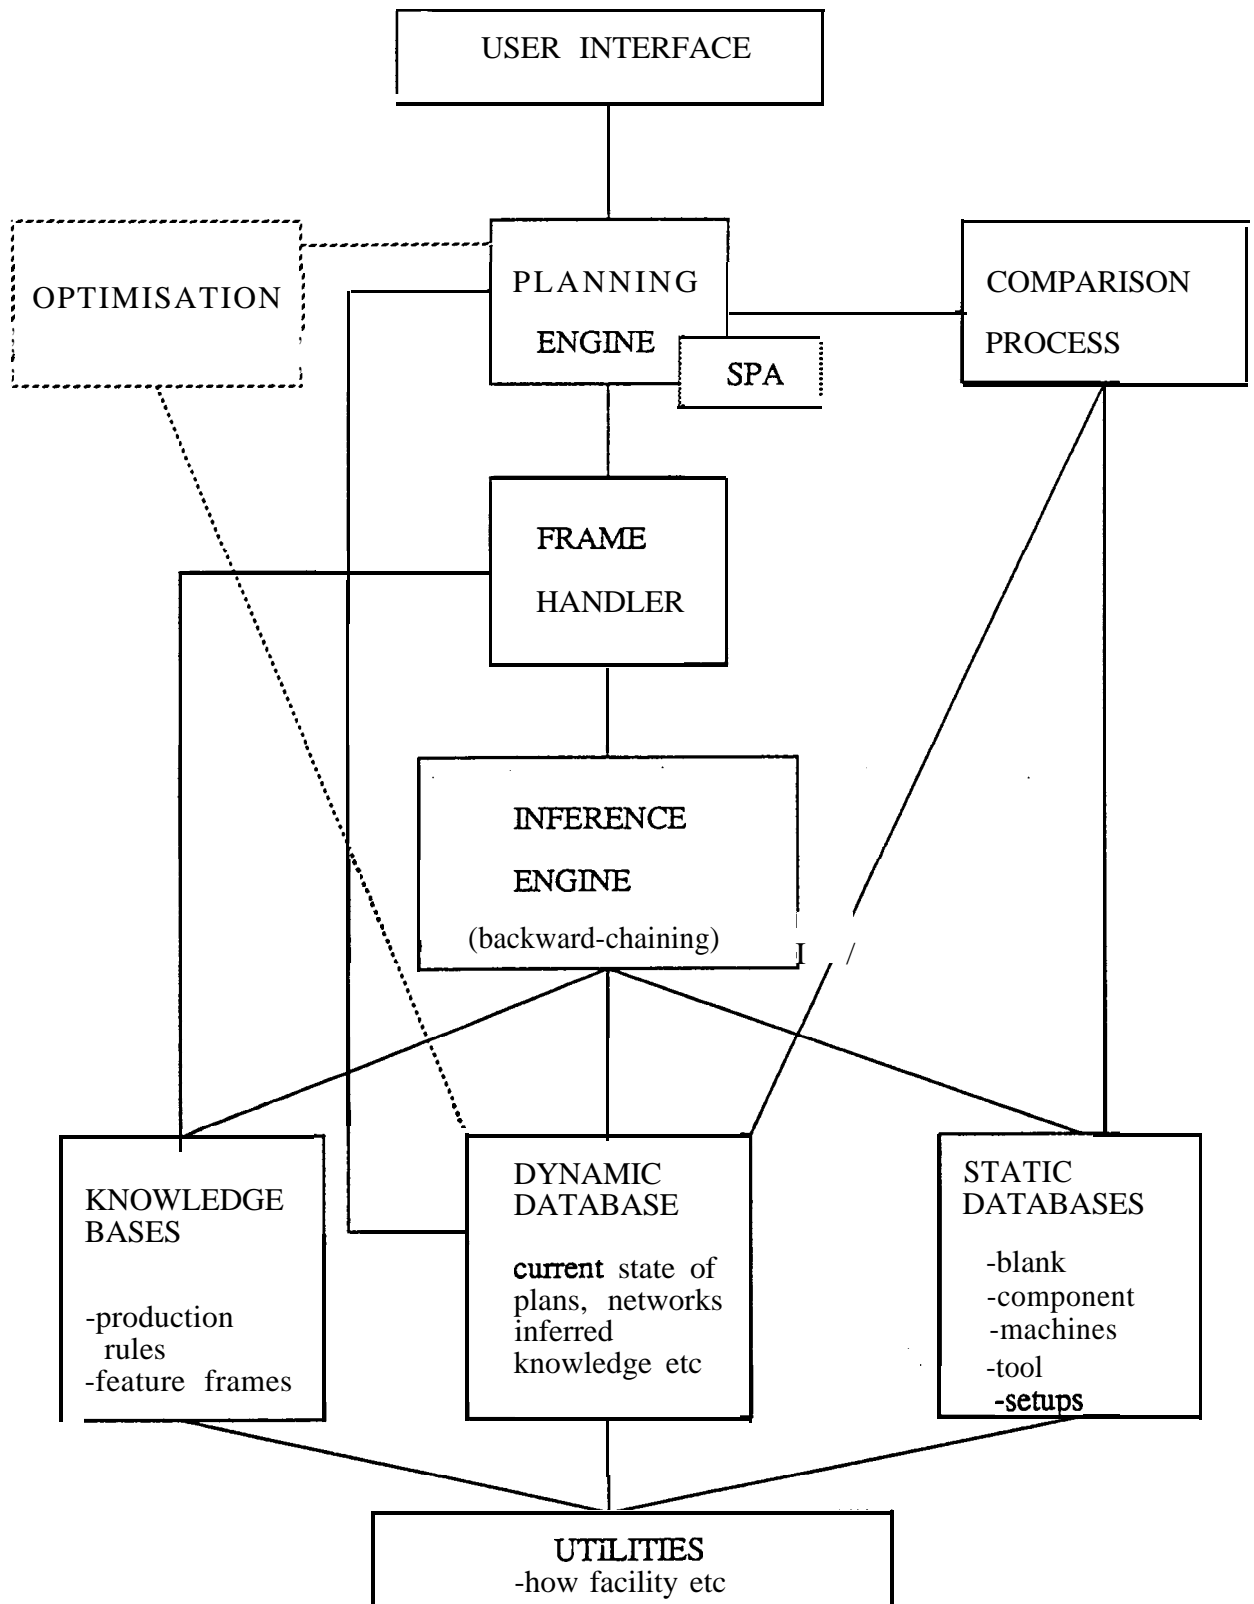 USER INTERFACE
OPTIMISATION
PLANNING
ENGINE
SPA
COMPARISON
PROCESS
FRAME
HANDLER
INFERENCE
ENGINE
(backward-chaining)
I /
KNOWLEDGE
BASES
-production
rules
-feature frames
DYNAMIC
DATABASE
current state of
plans, networks
inferred
knowledge etc
STATIC
DATABASES
-blank
-component
-machines
-tool
-setups
UTILITIES
-how facility etc